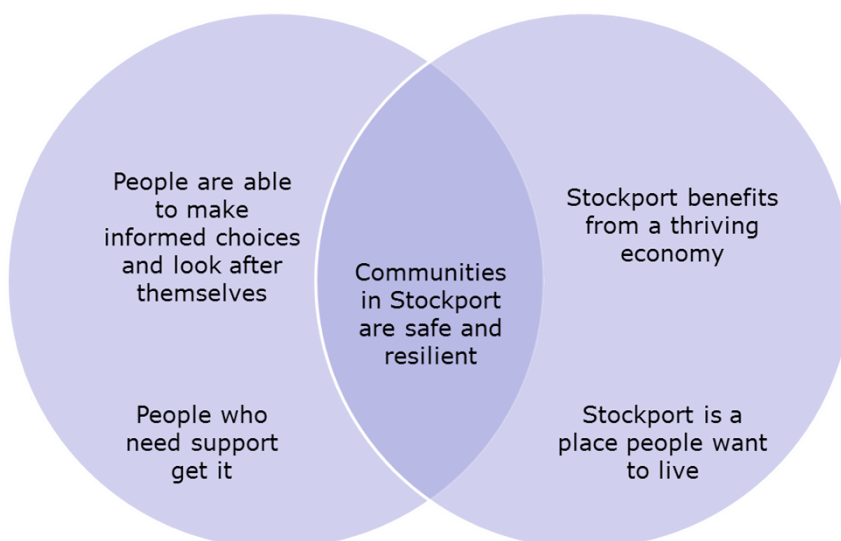 People are able
to make
informed choices
and look after
themselves
People who
need support
get it
Communities
in Stockport
are safe and
resilient
Stockport benefits
from a thriving
economy
Stockport is a
place people want
to live